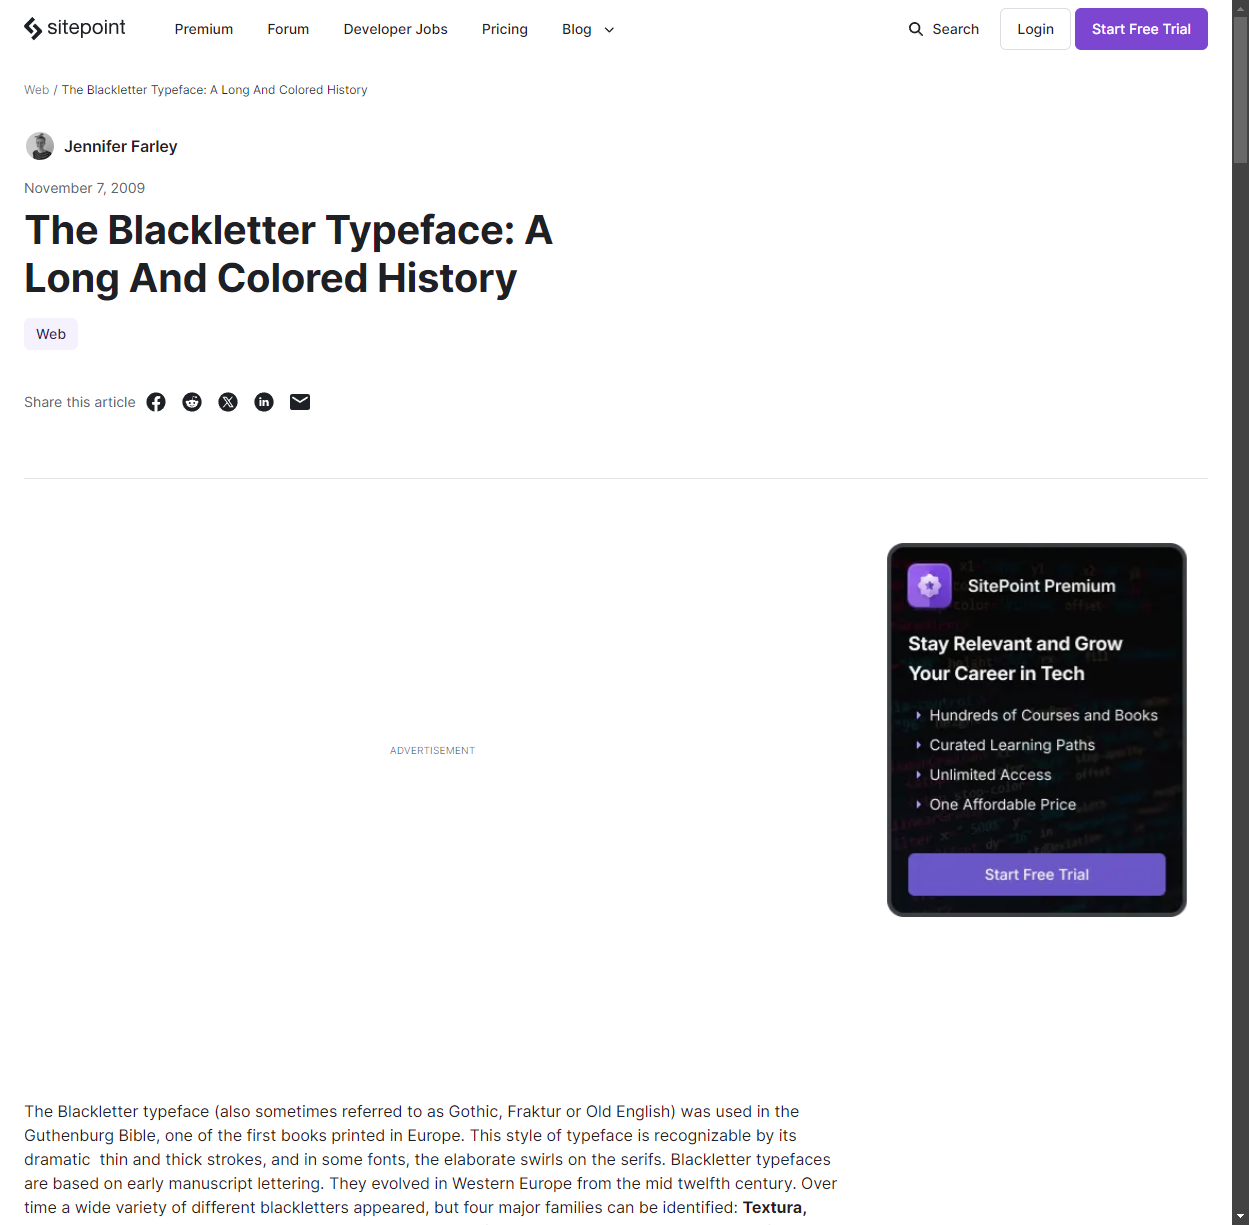 sitepoint
Premium Forum Developer Jobs Pricing Blog
Search Login Start Free Trial
Web / The Blackletter Typeface: A Long And Colored History
Jennifer Farley
November 7, 2009
The Blackletter Typeface: A
Long And Colored History
Web
Share this article
ADVERTISEMENT
SitePoint Premium
Stay Relevant and Grow
Your Career in Tech
Hundreds of Courses and Books
Curated Learning Paths
Unlimited Access
One Affordable Price
Start Free Trial
The Blackletter typeface (also sometimes referred to as Gothic, Fraktur or Old English) was used in the
Guthenburg Bible, one of the first books printed in Europe. This style of typeface is recognizable by its
dramatic  thin and thick strokes, and in some fonts, the elaborate swirls on the serifs. Blackletter typefaces
are based on early manuscript lettering. They evolved in Western Europe from the mid twelfth century. Over
time a wide variety of different blackletters appeared, but four major families can be identified: Textura,